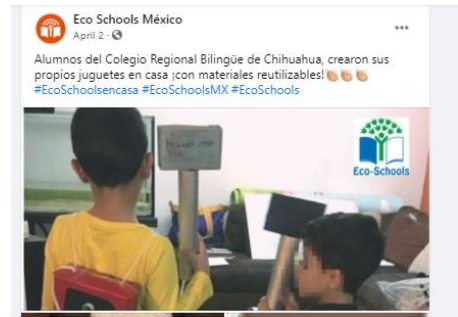 Eco Schools México
April 2 ·
Alumnos del Colegio Regional Bilingüe de Chihuahua, crearon sus
propios juguetes en casa ¡con materiales reutilizables!👏🏼👏🏼👏🏼
#EcoSchoolsencasa #EcoSchoolsMX #EcoSchools
Eco-Schools